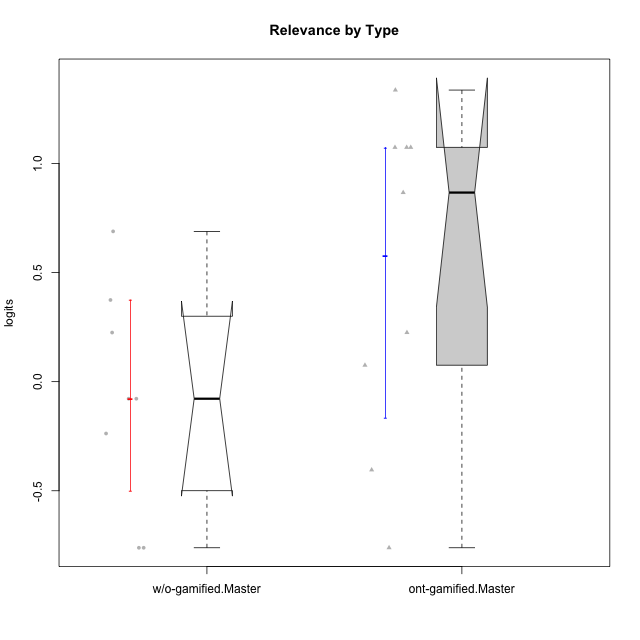 Relevance by Type
logits
1.0
0.5
0.0
-0.5
w/o-gamified.Master
ont-gamified.Master